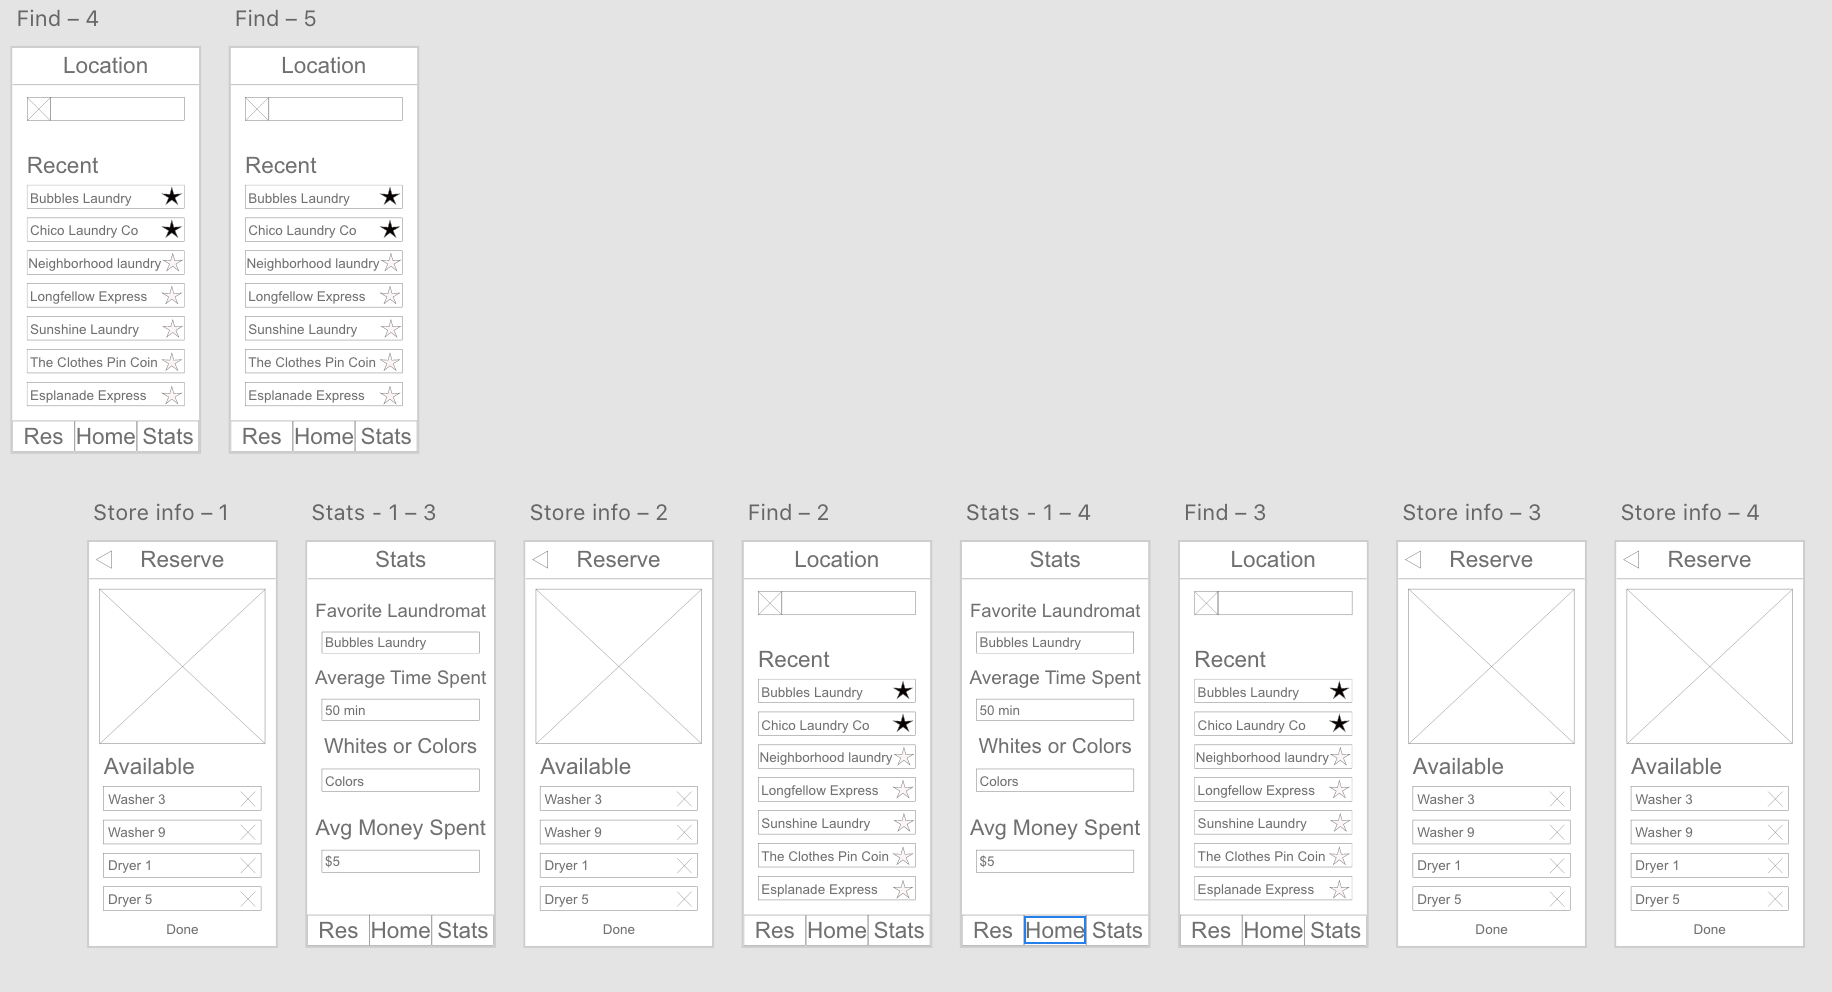 Find – 4
Location
Recent
Bubbles Laundry
Chico Laundry Co
Neighborhood laundry
Longfellow Express
Sunshine Laundry
The Clothes Pin Coin
Esplanade Express
Res Home Stats
Find – 5
Location
Recent
Bubbles Laundry
Chico Laundry Co
Neighborhood laundry
Longfellow Express
Sunshine Laundry
The Clothes Pin Coin
Esplanade Express
Res Home Stats
Store info – 1
Reserve
Available
Washer 3
Washer 9
Dryer 1
Dryer 5
Done
Stats - 1 – 3
Stats
Favorite Laundromat
Bubbles Laundry
Average Time Spent
50 min
Whites or Colors
Colors
Avg Money Spent
$5
Res Home Stats
Store info – 2
Reserve
Available
Washer 3
Washer 9
Dryer 1
Dryer 5
Done
Find – 2
Location
Recent
Bubbles Laundry
Chico Laundry Co
Neighborhood laundry
Longfellow Express
Sunshine Laundry
The Clothes Pin Coin
Esplanade Express
Res Home Stats
Stats - 1 – 4
Stats
Favorite Laundromat
Bubbles Laundry
Average Time Spent
50 min
Whites or Colors
Colors
Avg Money Spent
$5
Res Home Stats
Find – 3
Location
Recent
Bubbles Laundry
Chico Laundry Co
Neighborhood laundry
Longfellow Express
Sunshine Laundry
The Clothes Pin Coin
Esplanade Express
Res Home Stats
Store info – 3
Reserve
Available
Washer 3
Washer 9
Dryer 1
Dryer 5
Done
Store info – 4
Reserve
Available
Washer 3
Washer 9
Dryer 1
Dryer 5
Done